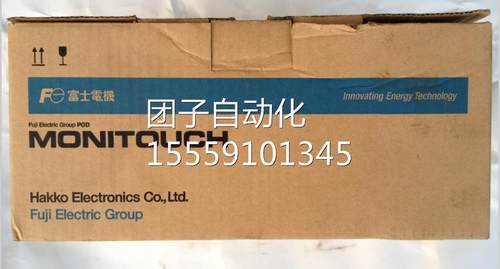 Fe 富士電機
Innovating Energy Technology
团子自动化
Fuji Electric Group POD
MONITOUCH
15559101345
Hakko Electronics Co.,Ltd.
Fuji Electric Group